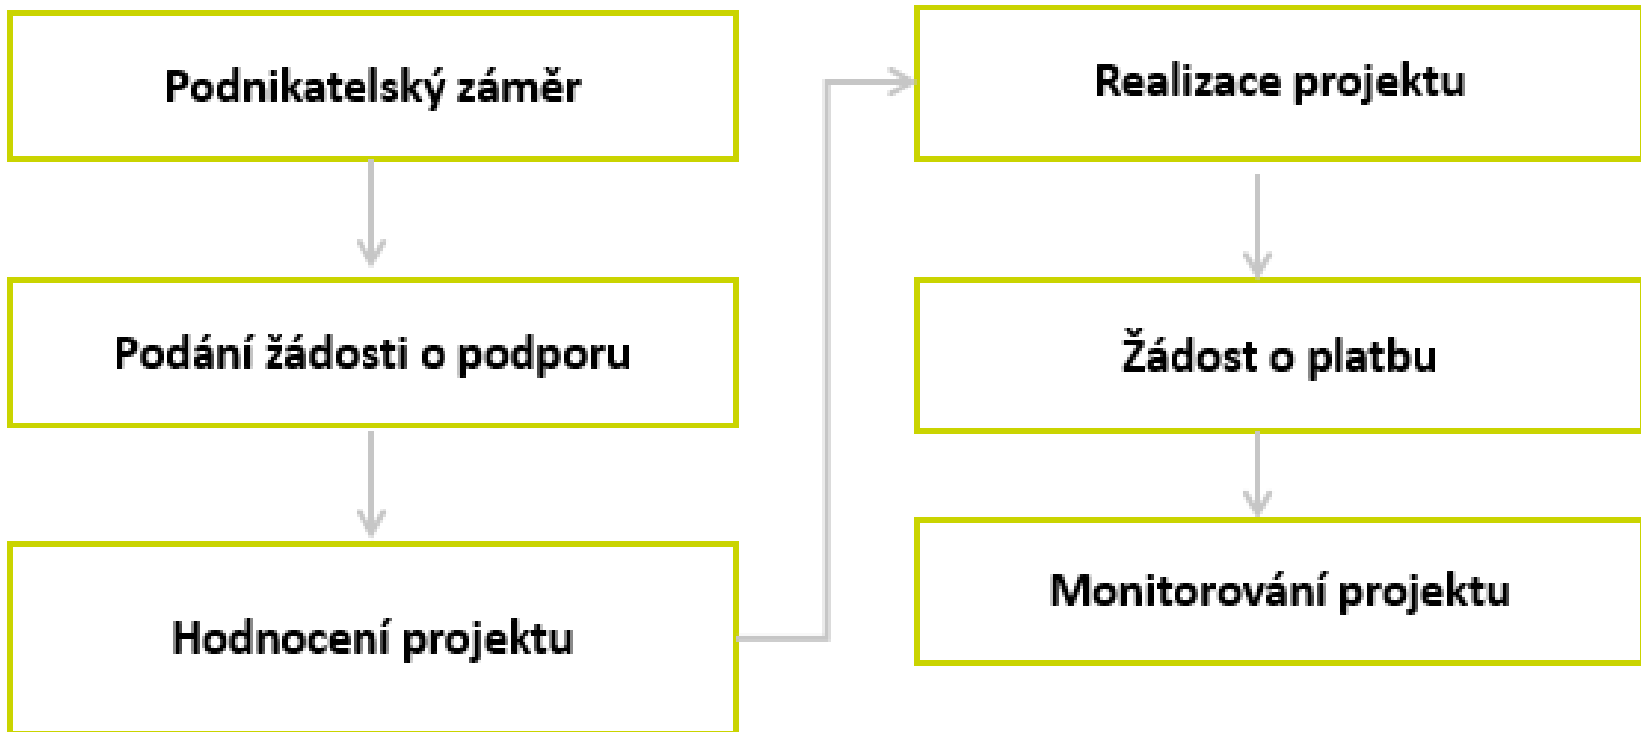 Podnikatelský záměr
Podání žádosti o podporu
Hodnocení projektu
Realizace projektu
Žádost o platbu
Monitorování projektu